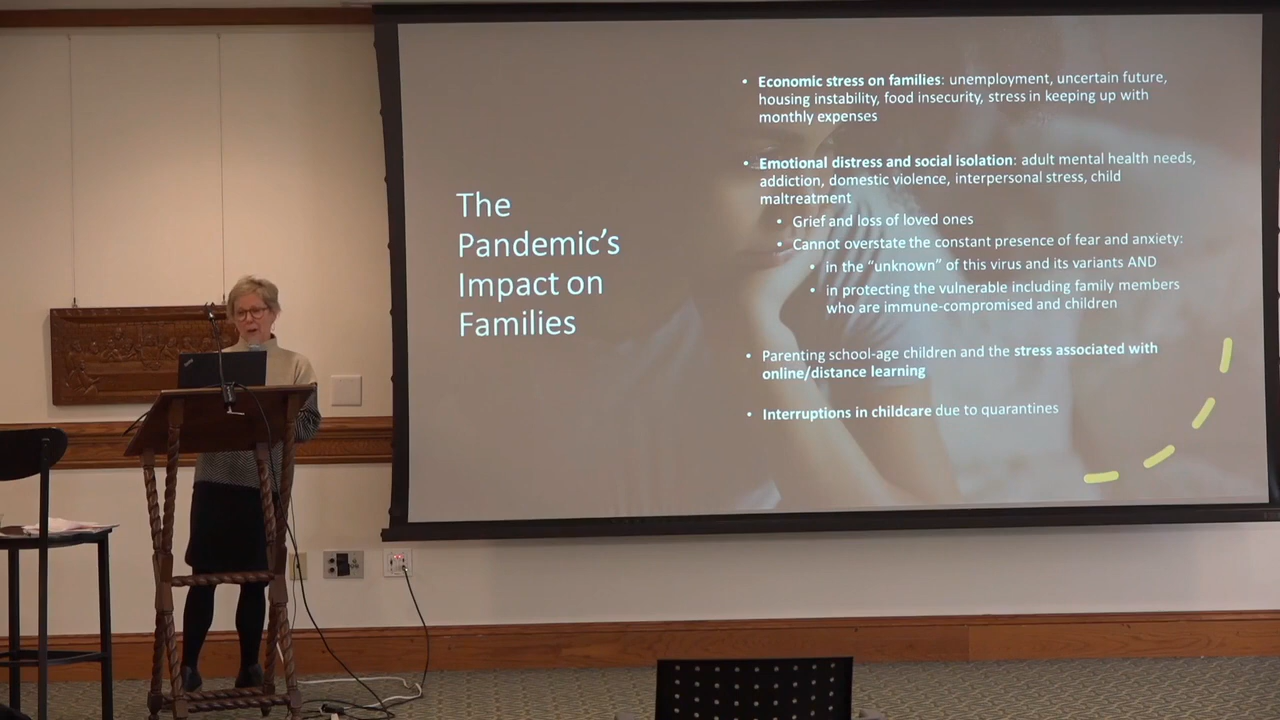 The
Pandemic’s
Impact on
Families
• Economic stress on families: unemployment, uncertain future,
housing instability, food insecurity, stress in keeping up with
monthly expenses
• Emotional distress and social isolation: adult mental health needs,
addiction, domestic violence, interpersonal stress, child
maltreatment
• Grief and loss of loved ones
• Cannot overstate the constant presence of fear and anxiety:
• in the “unknown” of this virus and its variants AND
• in protecting the vulnerable including family members
who are immune-compromised and children
• Parenting school-age children and the stress associated with
online/distance learning
• Interruptions in childcare due to quarantines